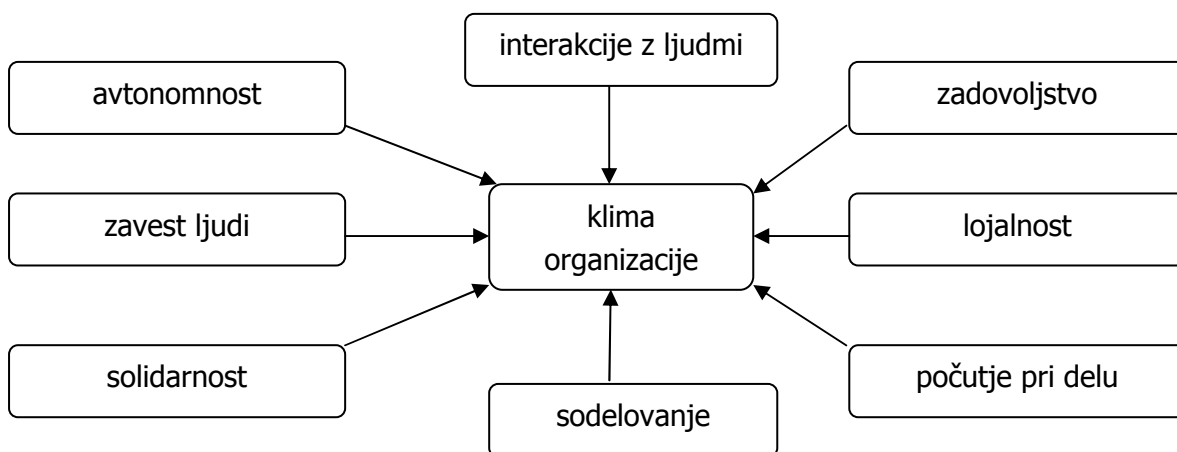 interakcije z ljudmi
avtonomnost
zadovoljstvo
zavest ljudi
klima
organizacije
lojalnost
solidarnost
sodelovanje
počutje pri delu